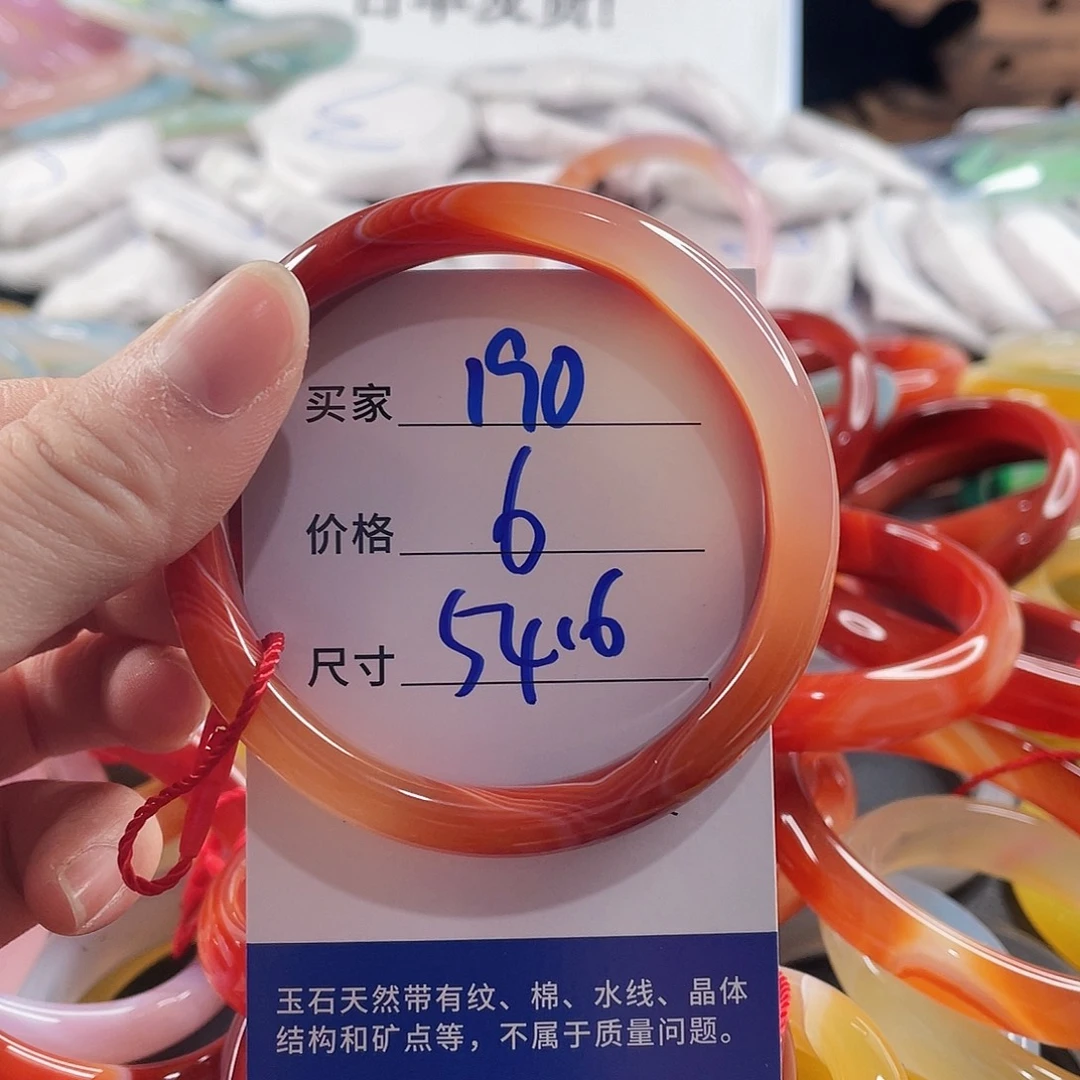 买家 190
价格 6
尺寸 54.6
玉石天然带有纹、棉、水线、晶体
结构和矿点等，不属于质量问题。